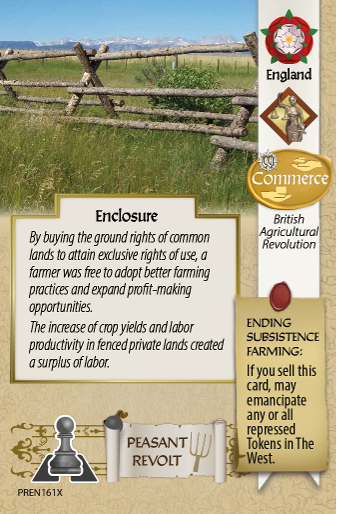 England
Commerce
British
Agricultural
Revolution
Enclosure
By buying the ground rights of common
lands to attain exclusive rights of use, a
farmer was free to adopt better farming
practices and expand profit-making
opportunities.
The increase of crop yields and labor
productivity in fenced private lands created
a surplus of labor.
ENDING
SUBSISTENCE
FARMING:
If you sell this
card, may
emancipate
any or all
repressed
Tokens in The
West.
PEASANT
REVOLT
PREN161X